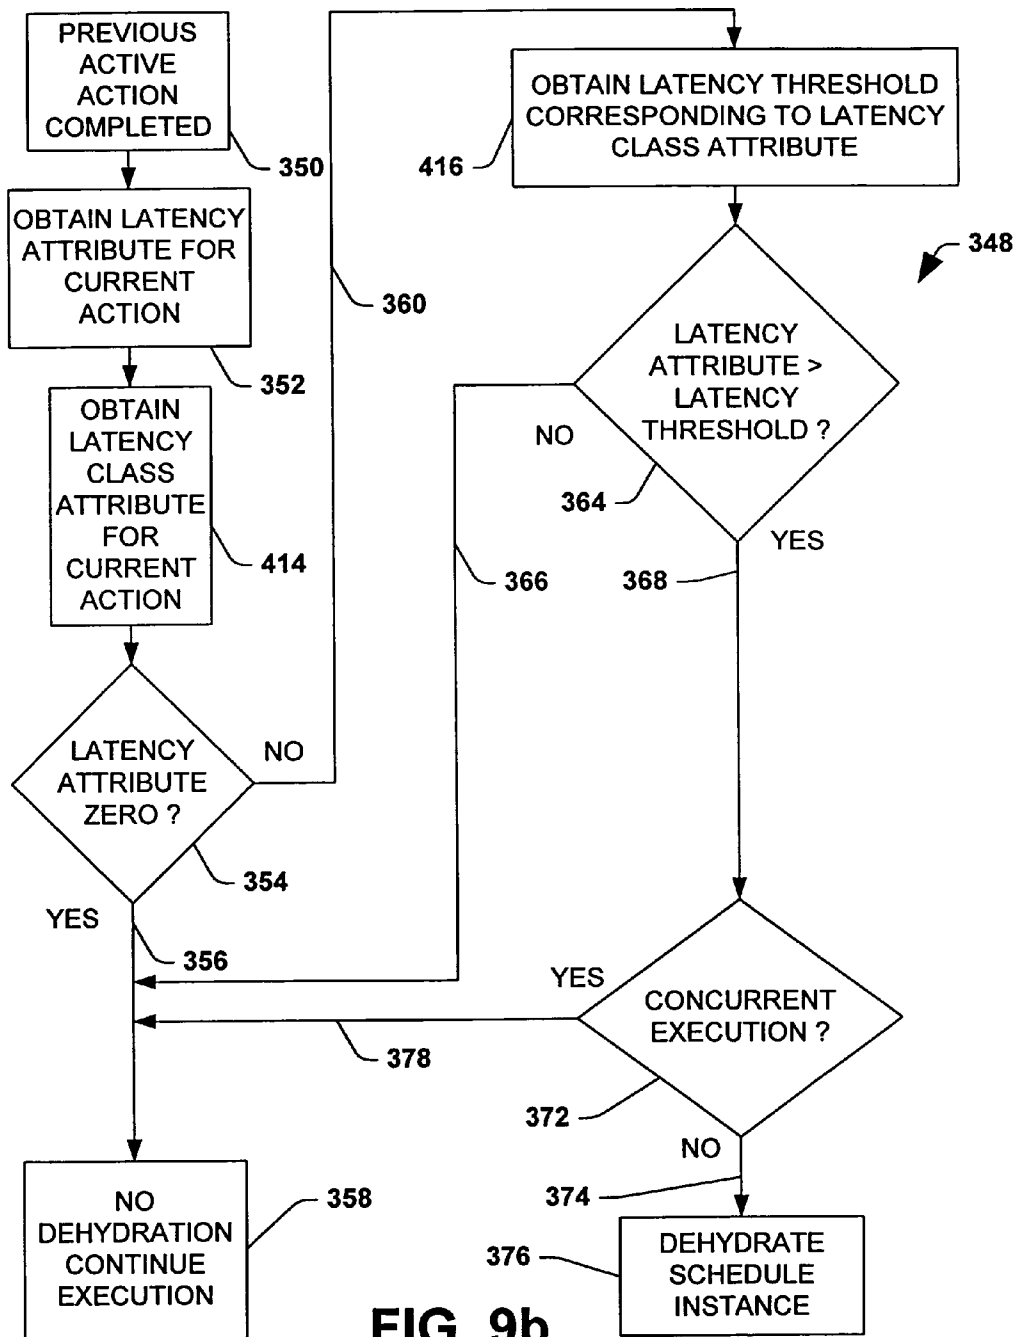 PREVIOUS
ACTIVE
ACTION
COMPLETED
350
OBTAIN LATENCY
ATTRIBUTE FOR
CURRENT
ACTION
352
OBTAIN
LATENCY
CLASS
ATTRIBUTE
FOR
CURRENT
ACTION
414
LATENCY
ATTRIBUTE
ZERO ?
NO
354
YES
356
360
OBTAIN LATENCY THRESHOLD
CORRESPONDING TO LATENCY
CLASS ATTRIBUTE
416
348
LATENCY
ATTRIBUTE >
LATENCY
THRESHOLD ?
NO
364
YES
366
368
CONCURRENT
EXECUTION ?
YES
378
372
NO
374
NO
DEHYDRATION
CONTINUE
EXECUTION
358
DEHYDRATE
SCHEDULE
INSTANCE
376
FIG. 9b